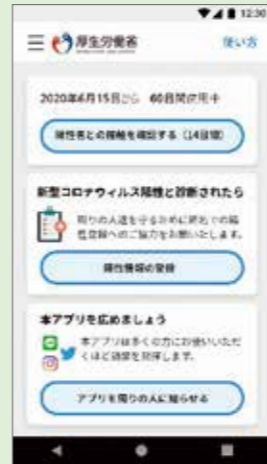 12:30
厚生労働省
使い方
2020年6月15日から 60日間使用中
陽性者との接触を確認する（14日間）
新型コロナウィルス陽性と診断されたら
周りの人達を守るために匿名での陽
性登録へのご協力をお願いいたします。
陽性情報の登録
本アプリを広めましょう
本アプリは多くの方にお使いいただ
くほど効果を発揮します。
アプリを周りの人に知らせる